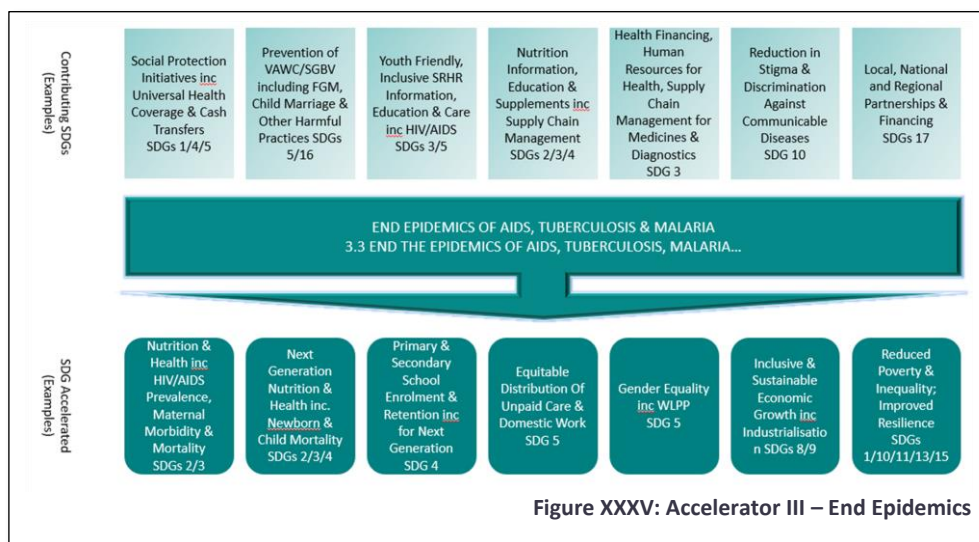 Contributing SDGs
(Examples)
Social Protection
Initiatives inc
Universal Health
Coverage & Cash
Transfers
SDGs 1/4/5
Prevention of
VAWC/SGBV
including FGM,
Child Marriage &
Other Harmful
Practices SDGs
5/16
Youth Friendly,
Inclusive SRHR
Information,
Education & Care
inc HIV/AIDS
SDGs 3/5
Nutrition
Information,
Education &
Supplements inc
Supply Chain
Management
SDGs 2/3/4
Health Financing,
Human
Resources for
Health, Supply
Chain
Management for
Medicines &
Diagnostics
SDG 3
Reduction in
Stigma &
Discrimination
Against
Communicable
Diseases
SDG 10
Local, National
and Regional
Partnerships &
Financing
SDGs 17
END EPIDEMICS OF AIDS, TUBERCULOSIS & MALARIA
3.3 END THE EPIDEMICS OF AIDS, TUBERCULOSIS, MALARIA...
SDG Accelerated
(Examples)
Nutrition &
Health inc
HIV/AIDS
Prevalence,
Maternal
Morbidity &
Mortality
SDGs 2/3
Next
Generation
Nutrition &
Health inc.
Newborn &
Child Mortality
SDGs 2/3/4
Primary &
Secondary
School
Enrolment &
Retention inc
for Next
Generation
SDG 4
Equitable
Distribution Of
Unpaid Care &
Domestic Work
SDG 5
Gender Equality
inc WLPP
SDG 5
Inclusive &
Sustainable
Economic
Growth inc
Industrialisatio
n SDGs 8/9
Reduced
Poverty &
Inequality;
Improved
Resilience
SDGs
1/10/11/13/15
Figure XXXV: Accelerator III – End Epidemics